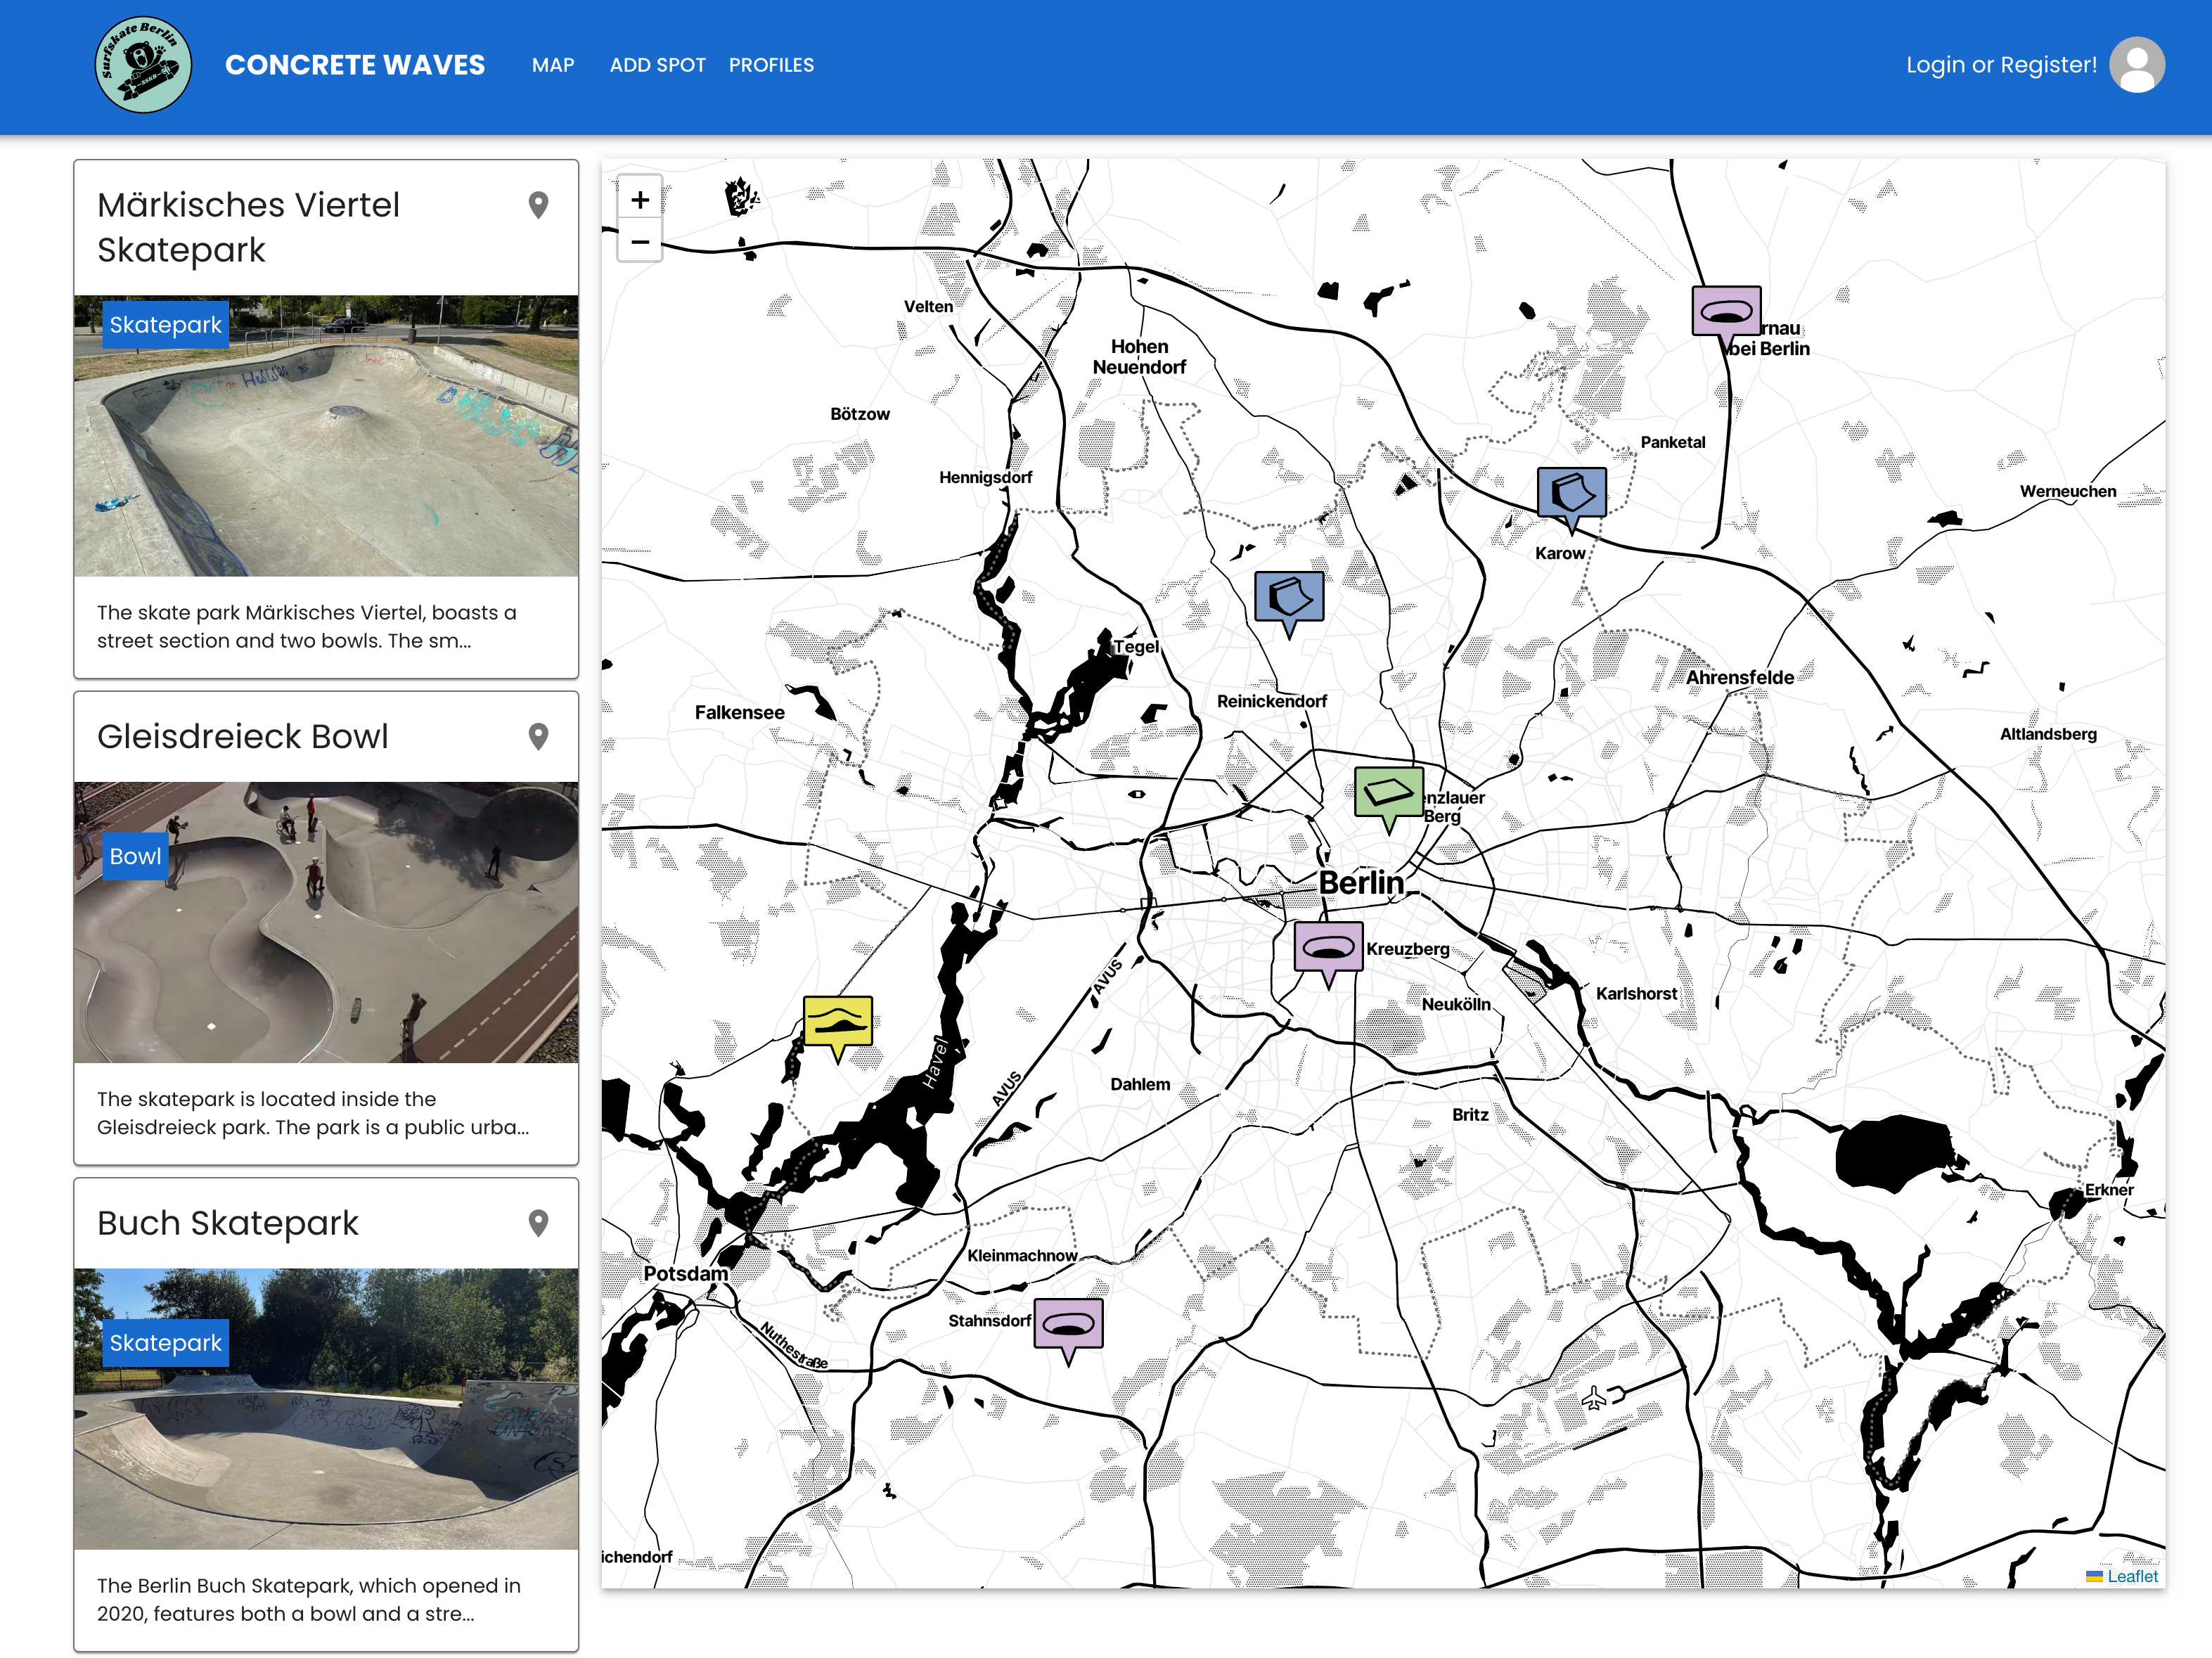 Surfskate Berlin
SSKB
CONCRETE WAVES
MAP
ADD SPOT
PROFILES
Login or Register!
Märkisches Viertel
Skatepark
Skatepark
The skate park Märkisches Viertel, boasts a
street section and two bowls. The sm...
Gleisdreieck Bowl
Bowl
The skatepark is located inside the
Gleisdreieck park. The park is a public urba...
Buch Skatepark
Skatepark
The Berlin Buch Skatepark, which opened in
2020, features both a bowl and a stre...
+
−
Velten
Hohen
Neuendorf
rnau
bei Berlin
Bötzow
Panketal
Hennigsdorf
Werneuchen
Karow
Tegel
Ahrensfelde
Reinickendorf
Falkensee
Altlandsberg
enzlauer
Berg
Berlin
Kreuzberg
AVUS
Karlshorst
Neukölln
Havel
AVUS
Dahlem
Britz
Erkner
Kleinmachnow
Potsdam
Stahnsdorf
Nuthestraße
ichendorf
Leaflet